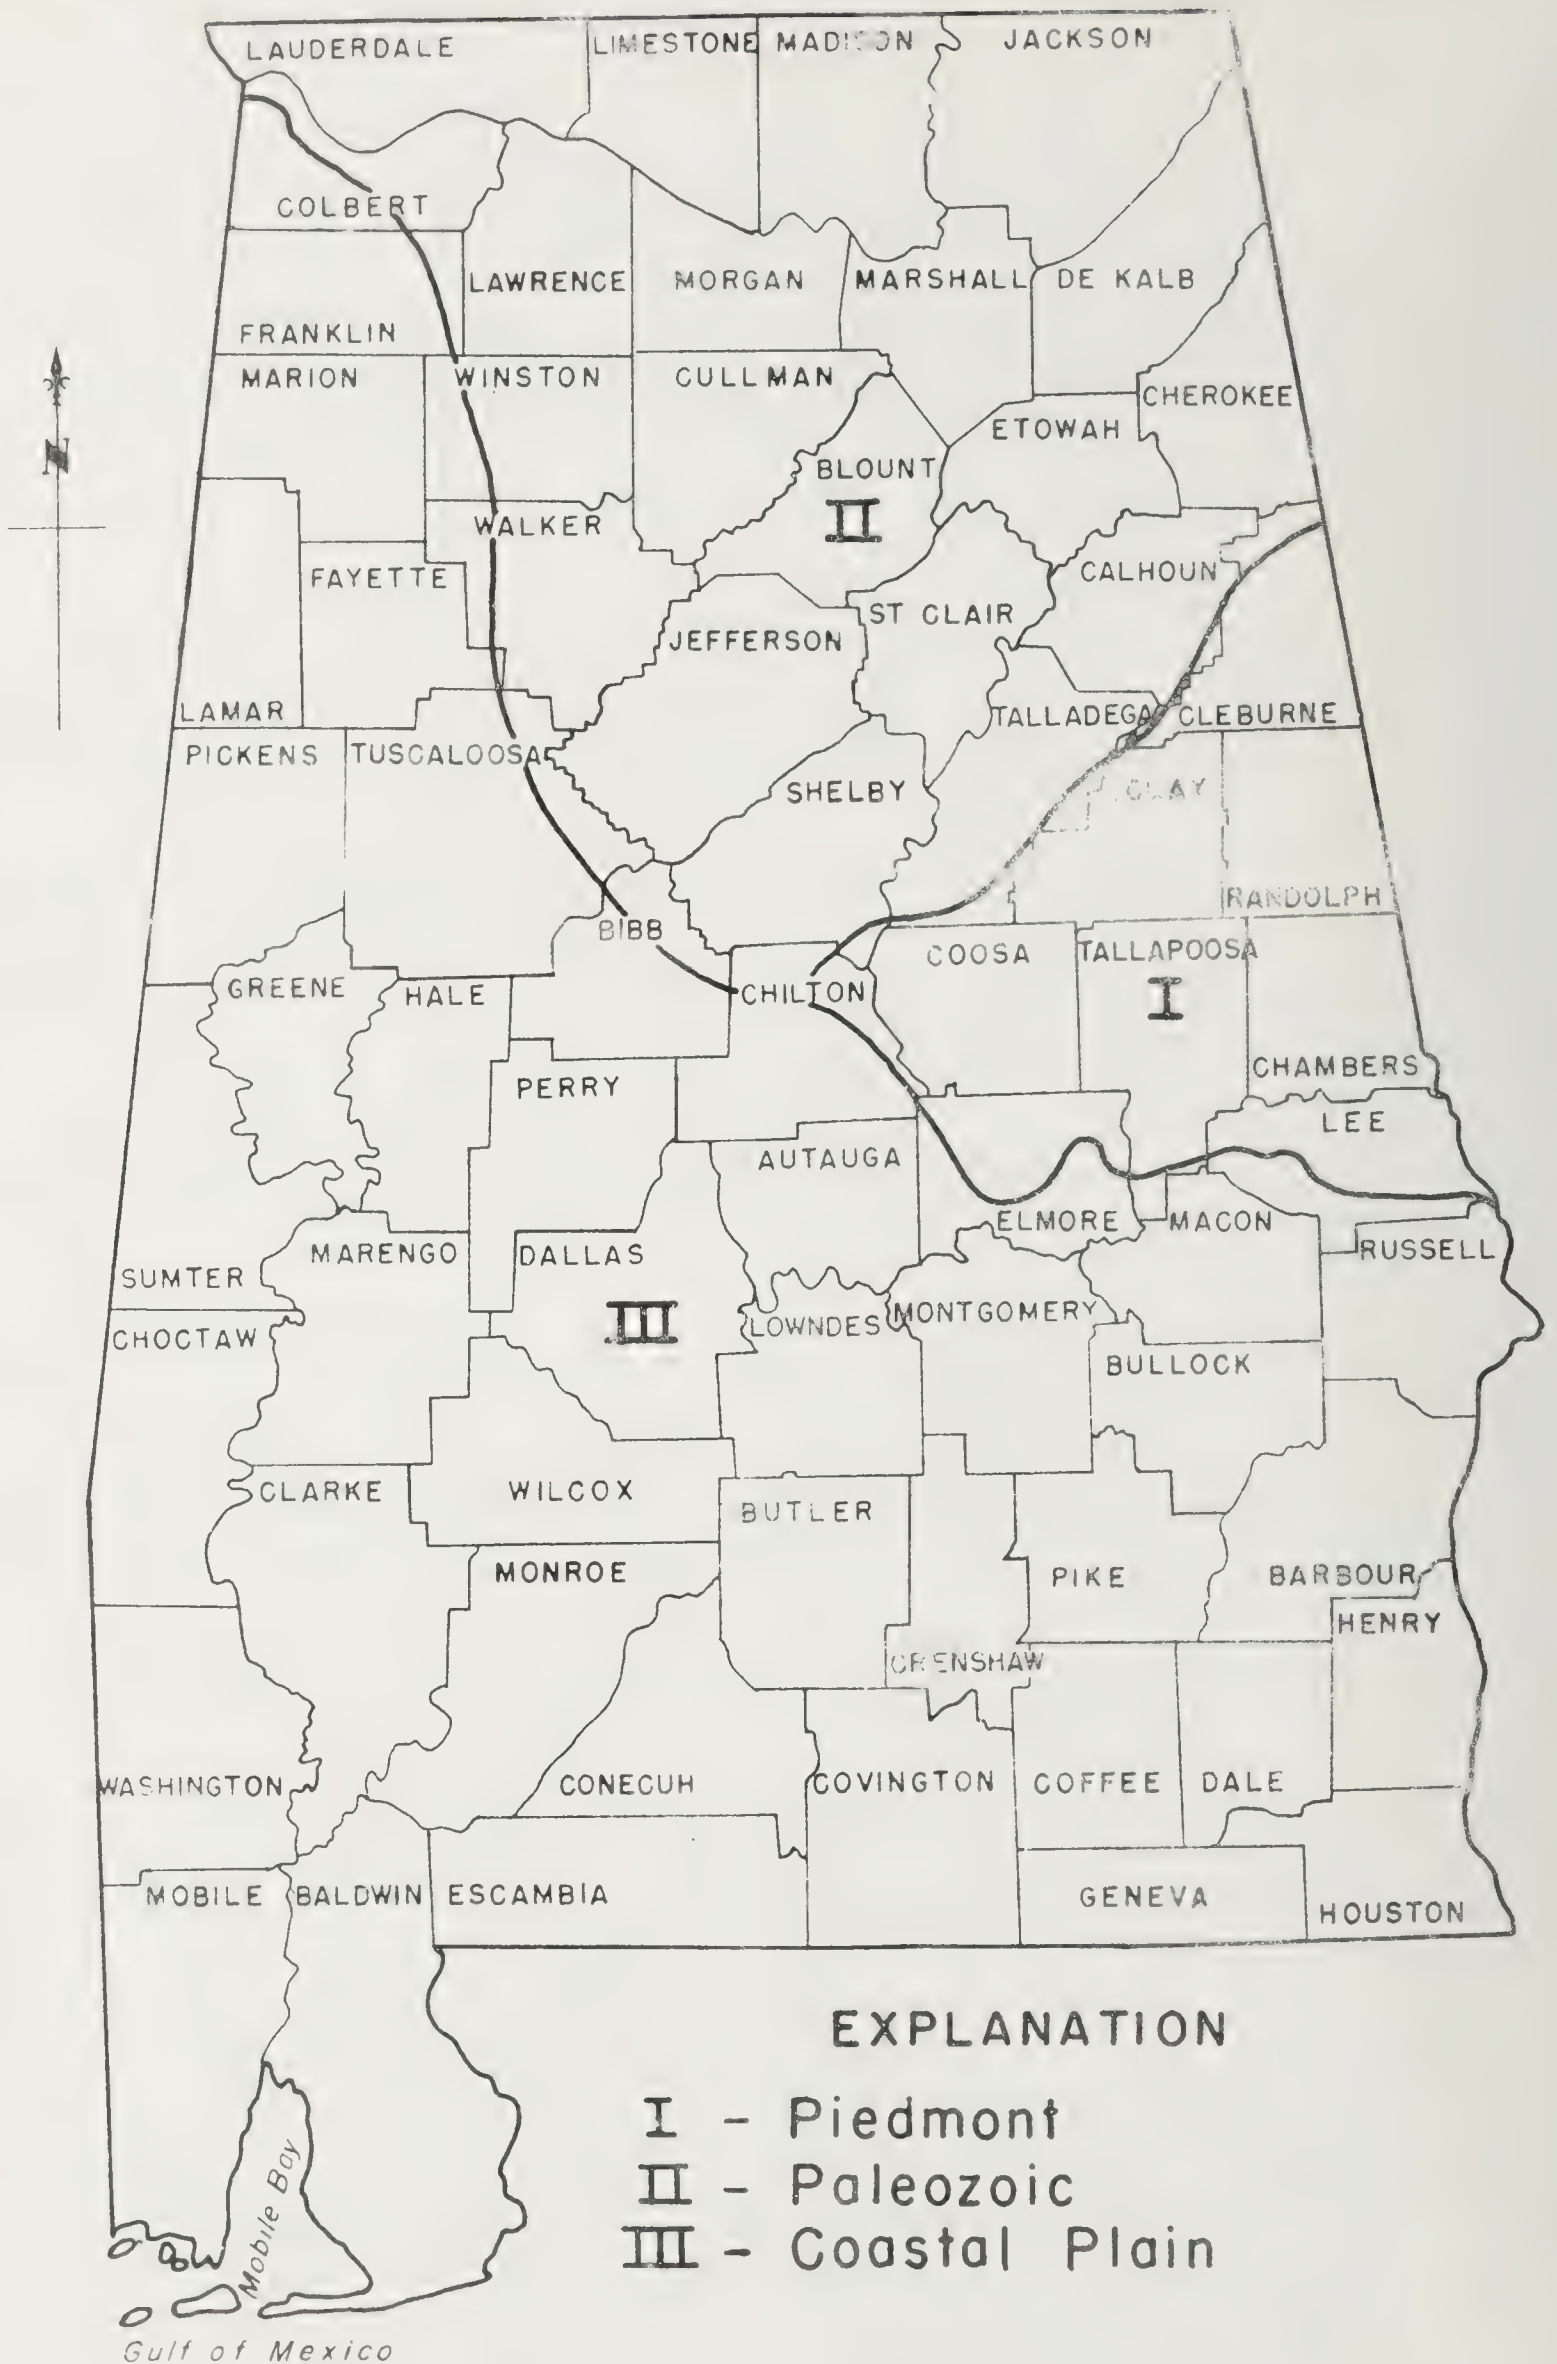 LAUDERDALE
LIMESTONE
MADISON
JACKSON
COLBERT
LAWRENCE
MORGAN
MARSHALL
DE KALB
FRANKLIN
MARION
WINSTON
CULLMAN
CHEROKEE
ETOWAH
BLOUNT
II
WALKER
FAYETTE
CALHOUN
ST CLAIR
JEFFERSON
LAMAR
TALLADEGA
CLEBURNE
PICKENS
TUSCALOOSA
SHELBY
CLAY
RANDOLPH
BIBB
COOSA
TALLAPOOSA
I
GREENE
HALE
CHILTON
CHAMBERS
PERRY
LEE
AUTAUGA
ELMORE
MACON
RUSSELL
SUMTER
MARENGO
DALLAS
III
LOWNDES
MONTGOMERY
CHOCTAW
BULLOCK
CLARKE
WILCOX
BUTLER
MONROE
PIKE
BARBOUR
HENRY
CRENSHAW
WASHINGTON
CONECUH
COVINGTON
COFFEE
DALE
MOBILE
BALDWIN
ESCAMBIA
GENEVA
HOUSTON
N
EXPLANATION
I - Piedmont
II - Paleozoic
III - Coastal Plain
Mobile Bay
Gulf of Mexico